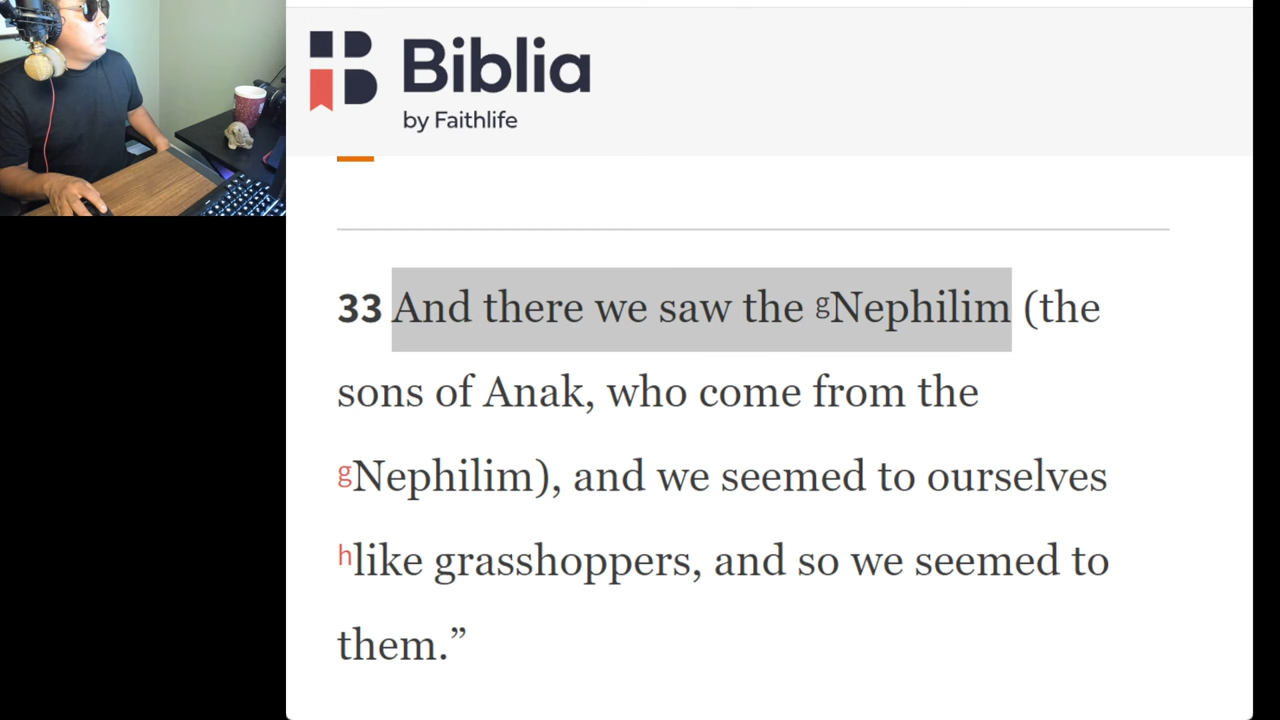 Biblia
by Faithlife
33 And there we saw the gNephilim (the
sons of Anak, who come from the
gNephilim), and we seemed to ourselves
hlike grasshoppers, and so we seemed to
them.”